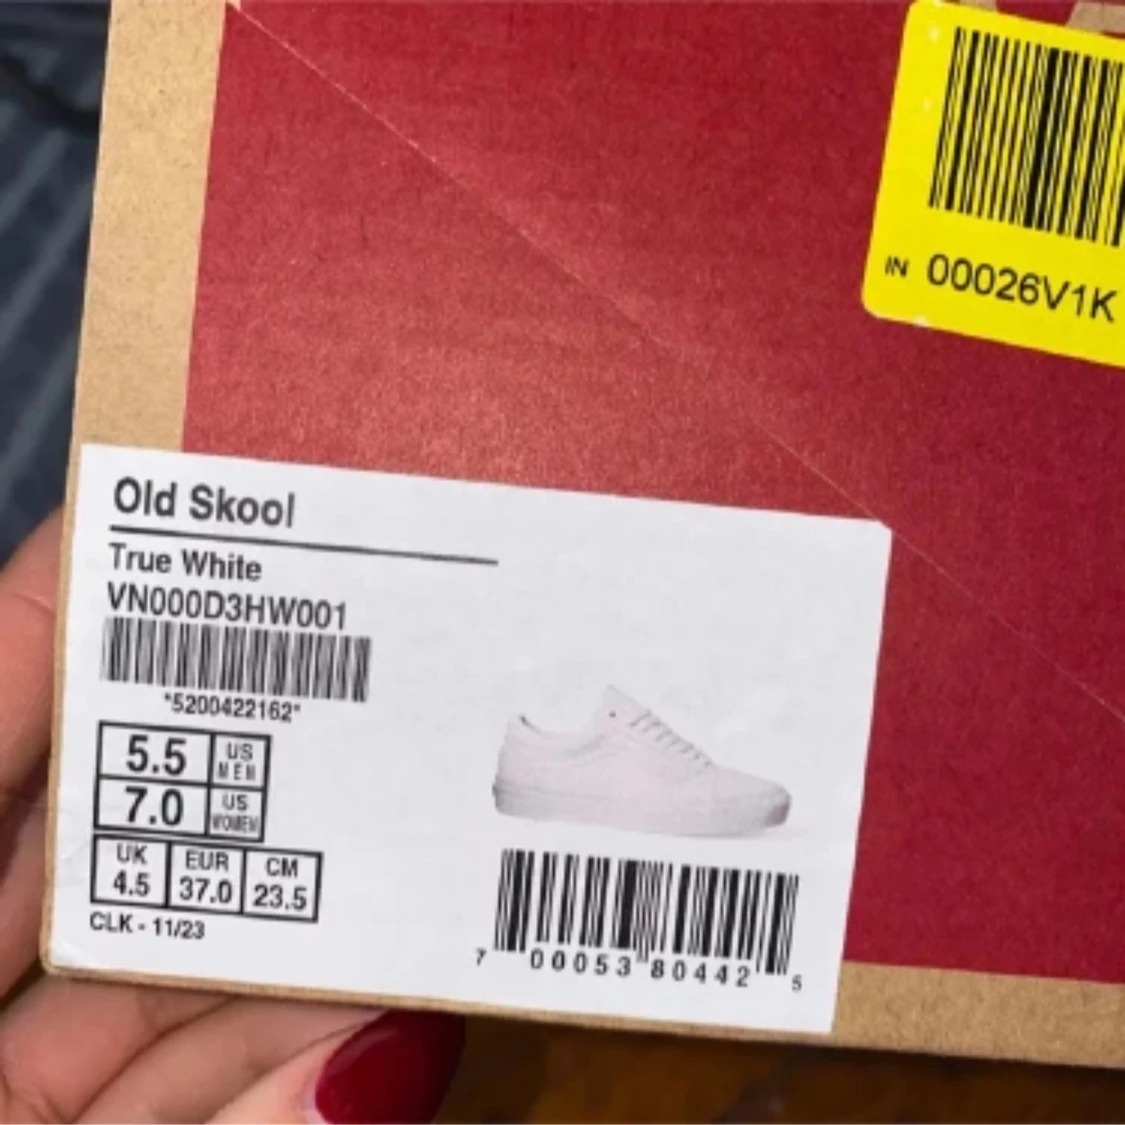 IN 00026V1K
Old Skool
True White
VN000D3HW001
*5200422162*
5.5 US MEN
7.0 US WOMEN
UK EUR CM
4.5 37.0 23.5
CLK - 11/23
7 00053 80442 5